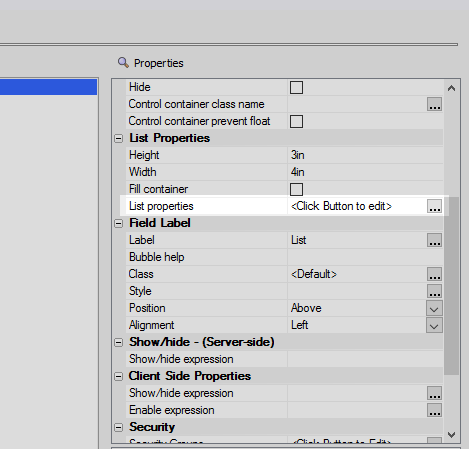 Properties
Hide
Control container class name ...
Control container prevent float
List Properties
Height 3in
Width 4in
Fill container
List properties <Click Button to edit> ...
Field Label
Label List ...
Bubble help
Class <Default> ...
Style ...
Position Above
Alignment Left
Show/hide - (Server-side)
Show/hide expression
Client Side Properties
Show/hide expression ...
Enable expression ...
Security
Security Groups <Click Button to Edit> ...